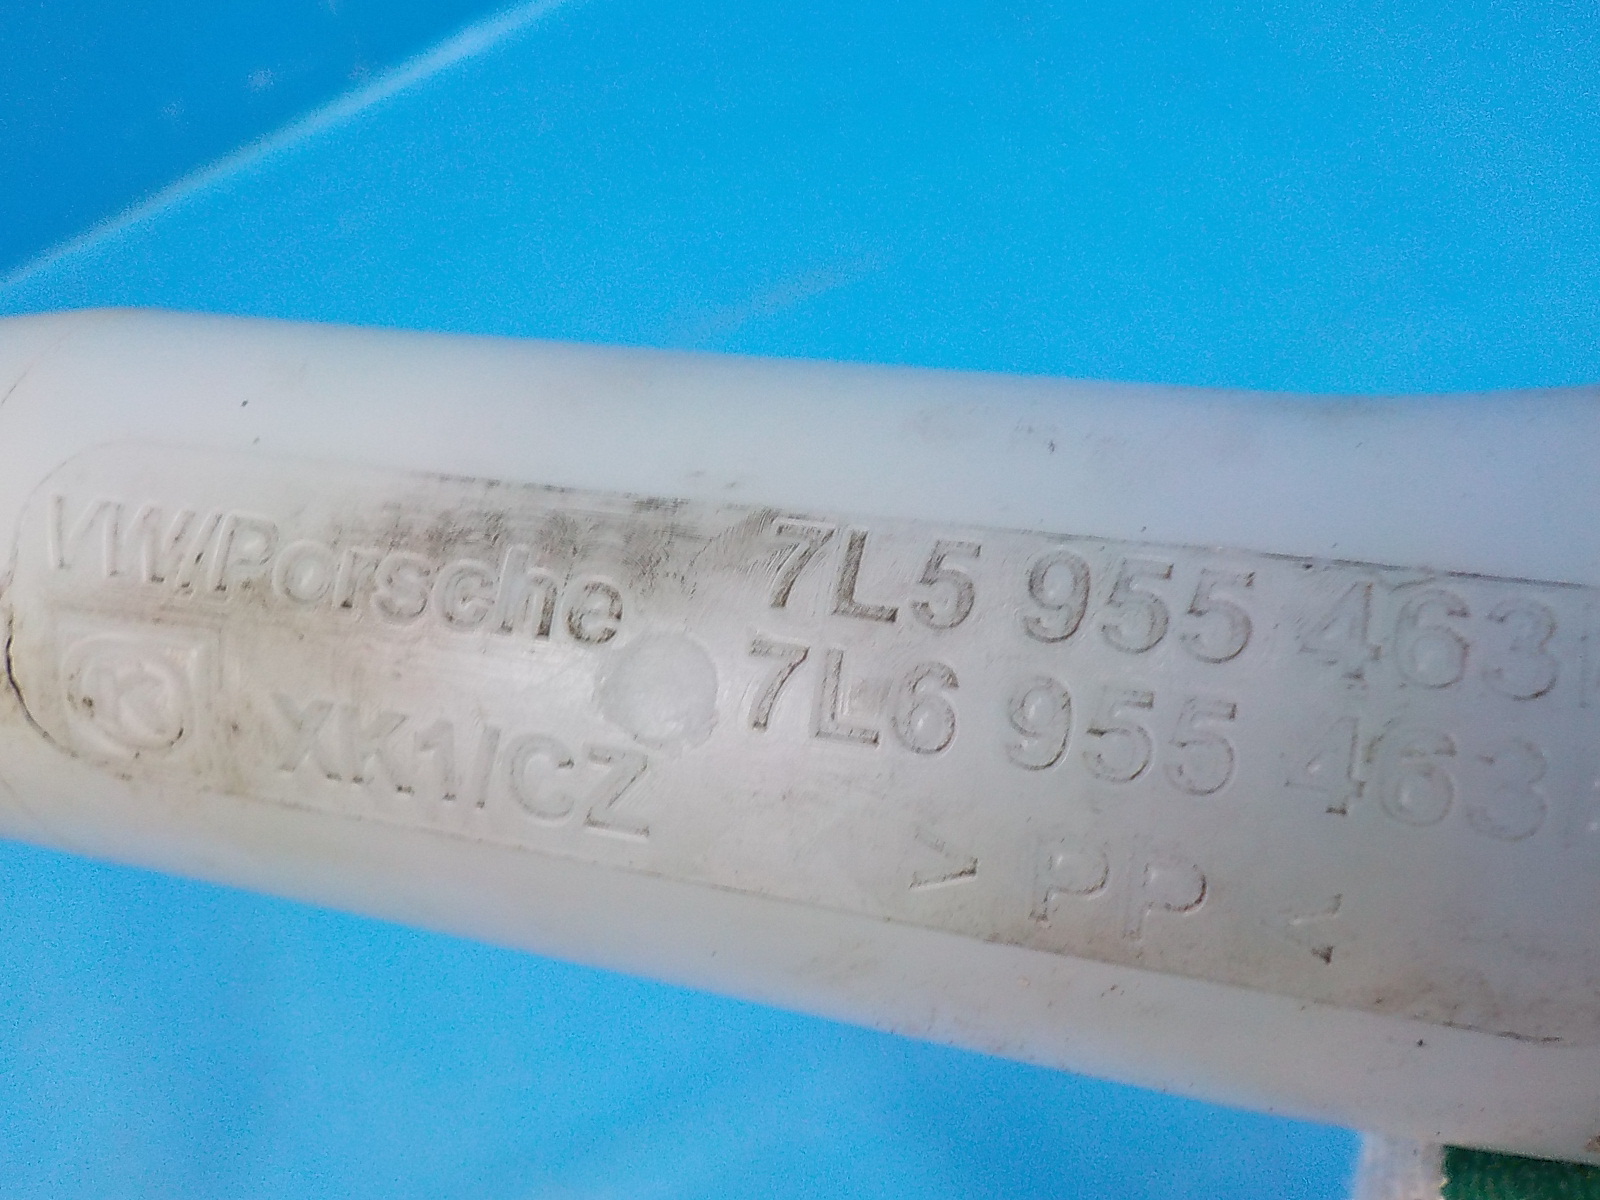 VW/Porsche
XK1/CZ
7L5 955 463
7L6 955 463
> PP <